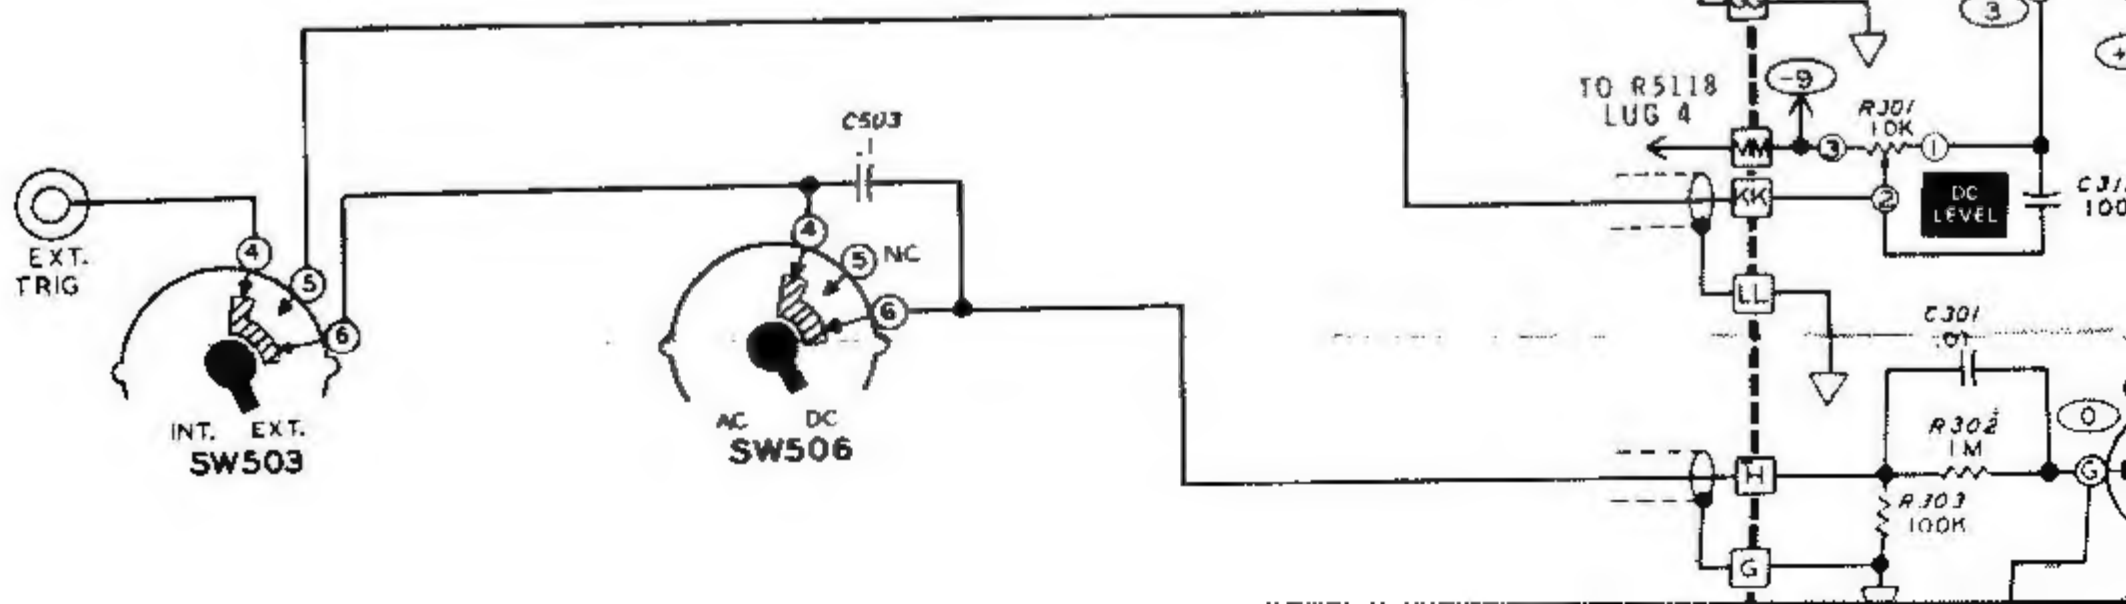 3
+
TO R5118
LUG 4
-9
R301
10K
C503
.1
MM
3
1
KK
2
DC
LEVEL
C31
100
EXT.
TRIG
4
5
6
4
5
NC
6
LL
C301
.01
INT. EXT.
SW503
AC DC
SW506
H
R302
1M
0
G
R303
100K
G